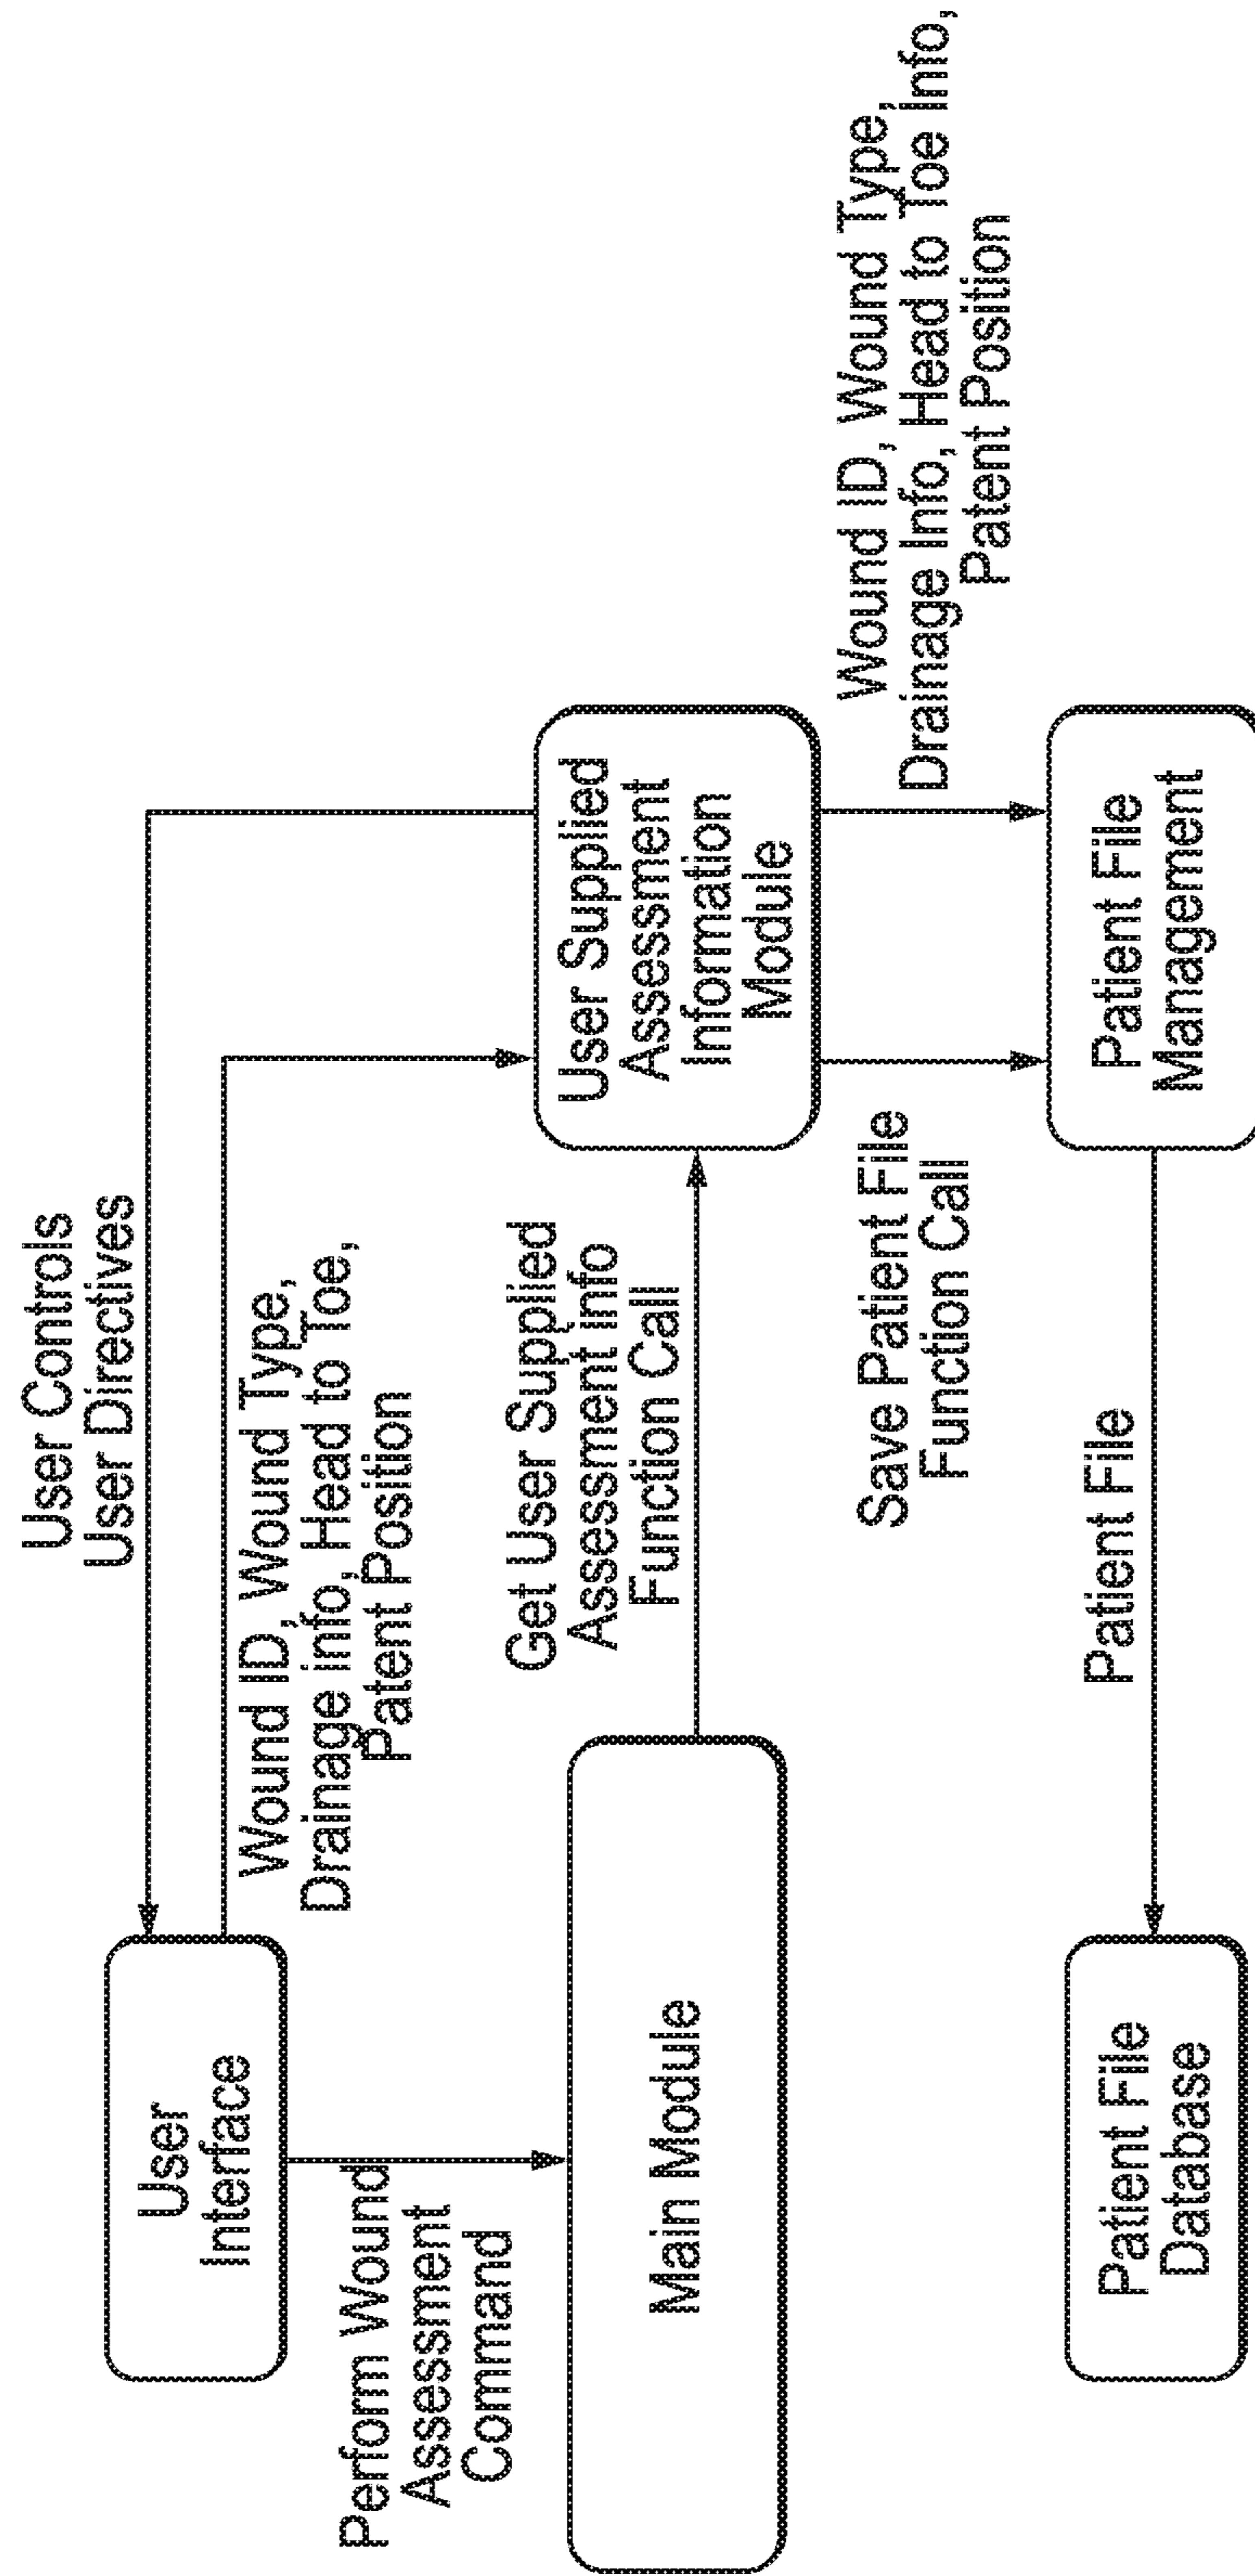 User Controls
User Directives
User
Interface
Wound ID, Wound Type,
Drainage info, Head to Toe,
Patent Position
Perform Wound
Assessment
Command
Get User Supplied
Assessment info
Function Call
User Supplied
Assessment
Information
Module
Main Module
Save Patient File
Function Call
Wound ID, Wound Type,
Drainage Info, Head to Toe Info,
Patent Position
Patient File
Patient File
Database
Patient File
Management